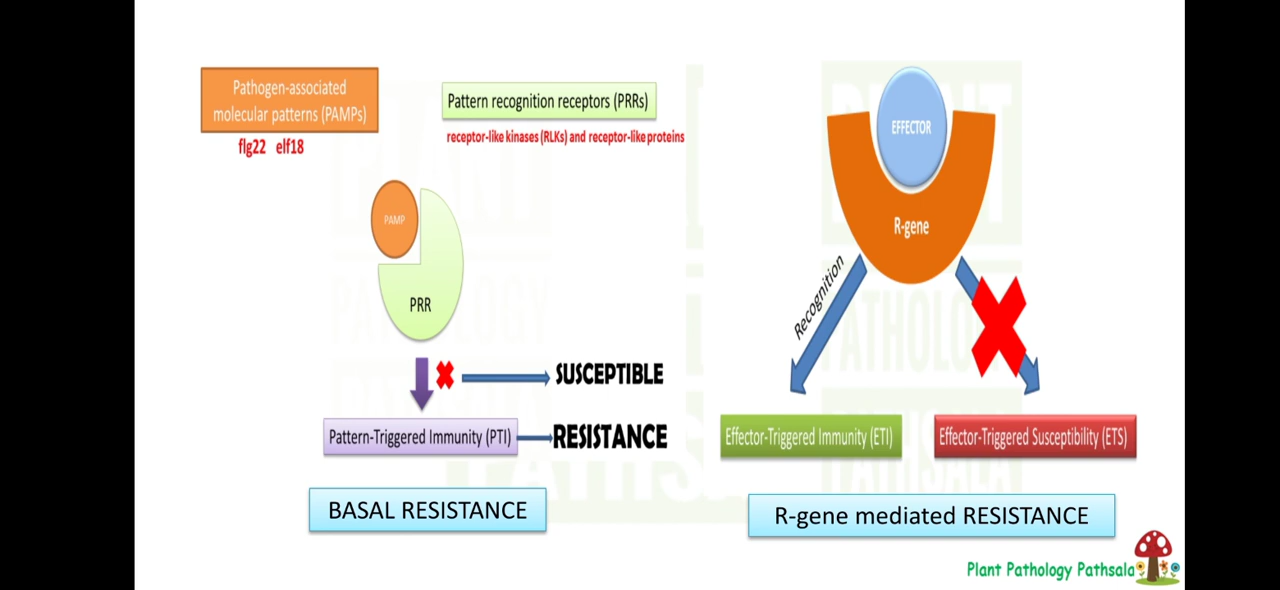 Pathogen-associated
molecular patterns (PAMPs)
flg22 elf18
Pattern recognition receptors (PRRs)
receptor-like kinases (RLKs) and receptor-like proteins
PAMP
PRR
SUSCEPTIBLE
Pattern-Triggered Immunity (PTI)
RESISTANCE
BASAL RESISTANCE
EFFECTOR
R-gene
Recognition
Effector-Triggered Immunity (ETI)
Effector-Triggered Susceptibility (ETS)
R-gene mediated RESISTANCE
Plant Pathology Pathsala